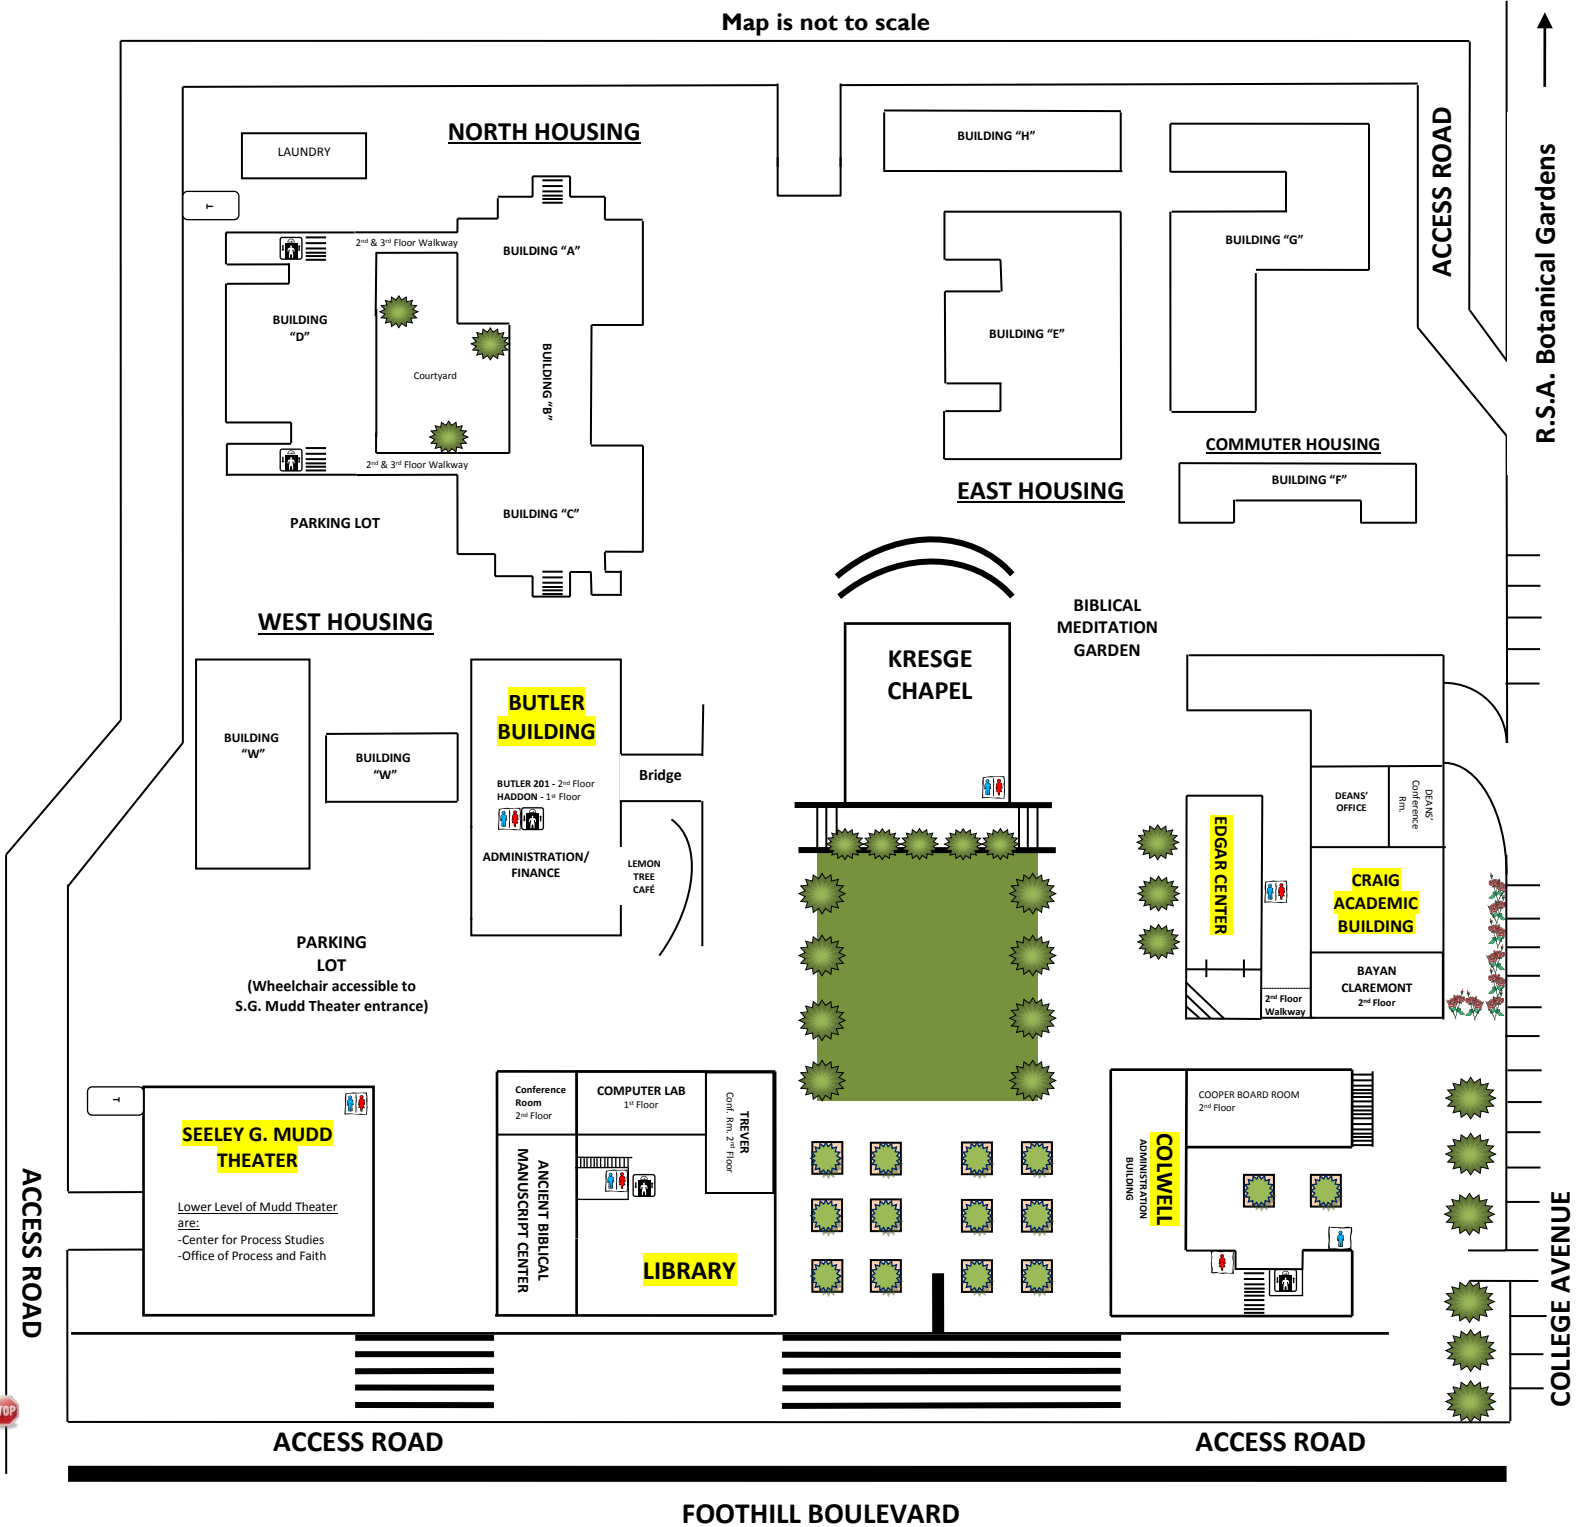 Map is not to scale
NORTH HOUSING
LAUNDRY
T
BUILDING "H"
ACCESS ROAD
R.S.A. Botanical Gardens
2nd & 3rd Floor Walkway
BUILDING "A"
BUILDING "G"
BUILDING
"D"
BUILDING "E"
Courtyard
BUILDING "B"
COMMUTER HOUSING
2nd & 3rd Floor Walkway
BUILDING "F"
EAST HOUSING
BUILDING "C"
PARKING LOT
WEST HOUSING
BIBLICAL
MEDITATION
GARDEN
KRESGE
CHAPEL
BUTLER
BUILDING
BUILDING
"W"
BUILDING
"W"
Bridge
BUTLER 201 - 2nd Floor
HADDON - 1st Floor
ADMINISTRATION/
FINANCE
LEMON
TREE
CAFÉ
DEANS'
OFFICE
DEANS'
Conference
Rm.
EDGAR CENTER
CRAIG
ACADEMIC
BUILDING
BAYAN
CLAREMONT
2nd Floor
2nd Floor
Walkway
PARKING
LOT
(Wheelchair accessible to
S.G. Mudd Theater entrance)
T
SEELEY G. MUDD
THEATER
Lower Level of Mudd Theater
are:
-Center for Process Studies
-Office of Process and Faith
Conference
Room
2nd Floor
COMPUTER LAB
1st Floor
TREVER
Conf. Rm. 2nd Floor
ANCIENT BIBLICAL
MANUSCRIPT CENTER
LIBRARY
COOPER BOARD ROOM
2nd Floor
COLWELL
ADMINISTRATION
BUILDING
ACCESS ROAD
COLLEGE AVENUE
TOP
ACCESS ROAD
ACCESS ROAD
FOOTHILL BOULEVARD